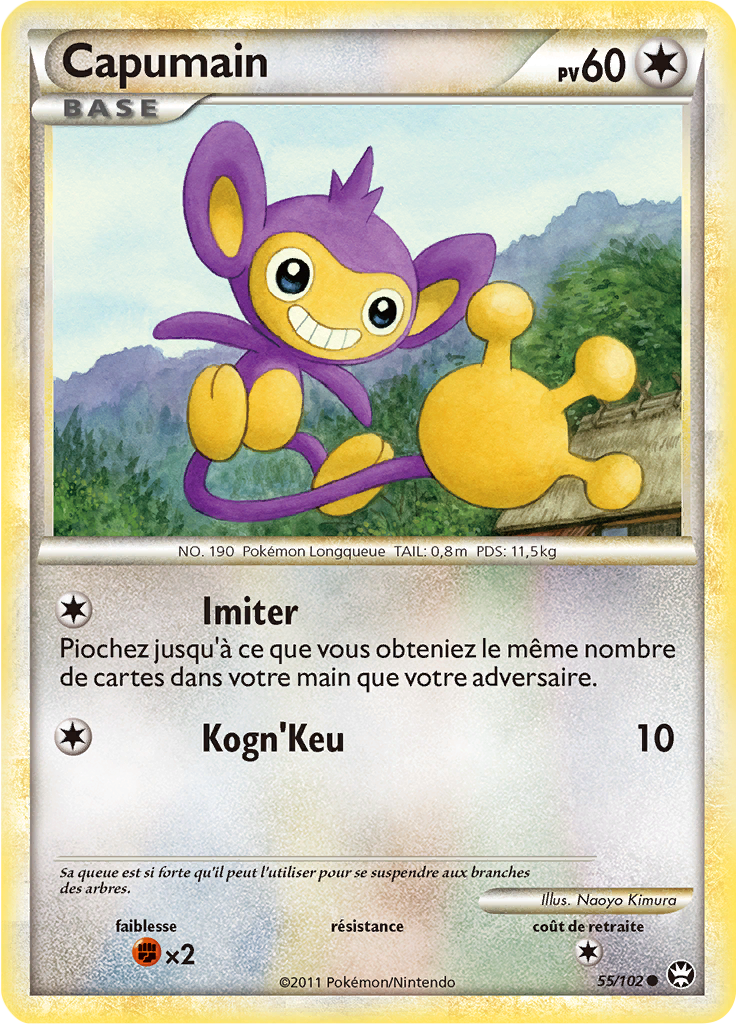 Capumain
PV60
BASE
NO. 190 Pokémon Longqueue TAIL: 0,8m PDS: 11,5kg
Imiter
Piochez jusqu'à ce que vous obteniez le même nombre
de cartes dans votre main que votre adversaire.
Kogn'Keu 10
Sa queue est si forte qu'il peut l'utiliser pour se suspendre aux branches
des arbres.
Illus. Naoyo Kimura
faiblesse résistance coût de retraite
×2
©2011 Pokémon/Nintendo
55/102